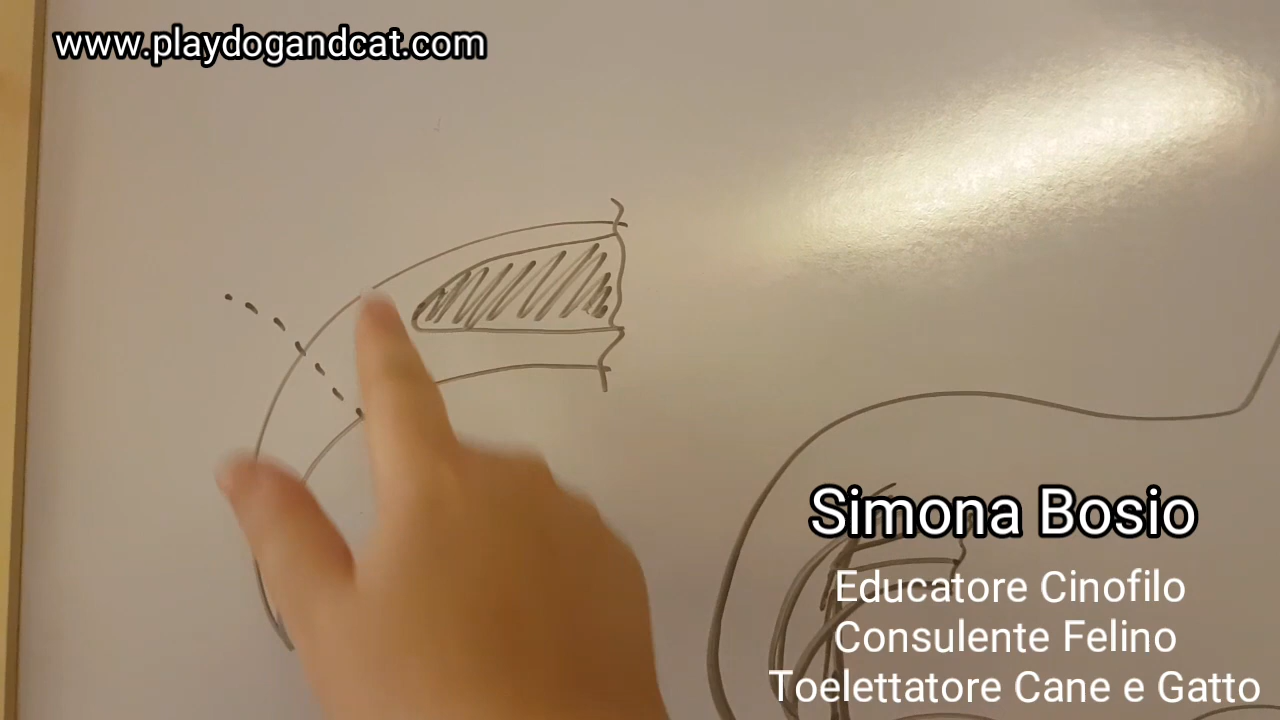 www.playdogandcat.com
Simona Bosio
Educatore Cinofilo
Consulente Felino
Toelettatore Cane e Gatto